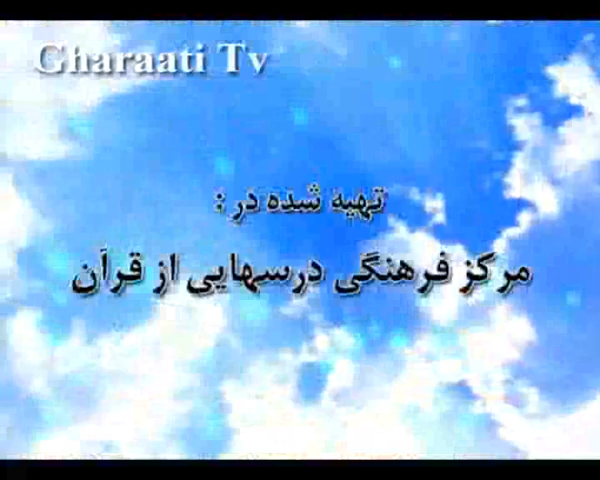 Gharaati Tv
تهیه شده در :
مرکز فرهنگی درسهایی از قرآن